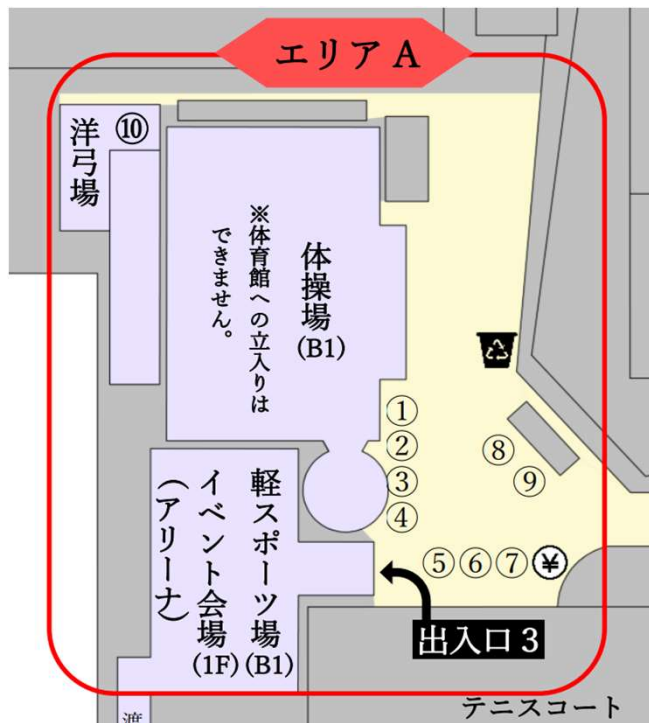 エリア A
洋弓場
⑩
体操場
(B1)
※体育館への立入りは
できません。
①
②
③
④
⑤⑥⑦¥
⑧
⑨
軽スポーツ場
(B1)
イベント会場
(1F)
(アリーナ)
出入口 3
テニスコート
渡